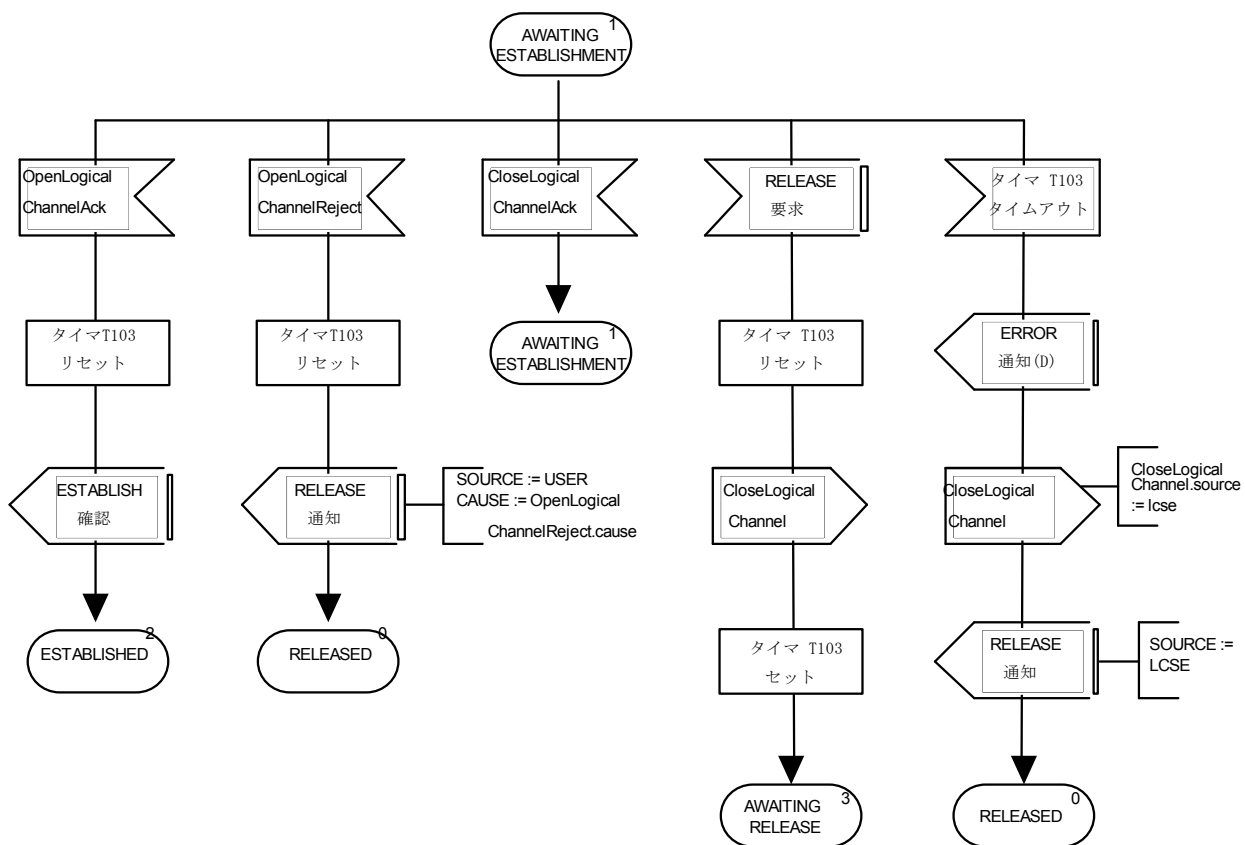 1
AWAITING
ESTABLISHMENT
OpenLogical
ChannelAck
タイマT103
リセット
ESTABLISH
確認
2
ESTABLISHED
OpenLogical
ChannelReject
タイマT103
リセット
RELEASE
通知
SOURCE := USER
CAUSE := OpenLogical
ChannelReject.cause
0
RELEASED
CloseLogical
ChannelAck
1
AWAITING
ESTABLISHMENT
RELEASE
要求
タイマ T103
リセット
CloseLogical
Channel
タイマ T103
セット
3
AWAITING
RELEASE
タイマ T103
タイムアウト
ERROR
通知(D)
CloseLogical
Channel
CloseLogical
Channel.source
:= lcse
RELEASE
通知
SOURCE :=
LCSE
0
RELEASED